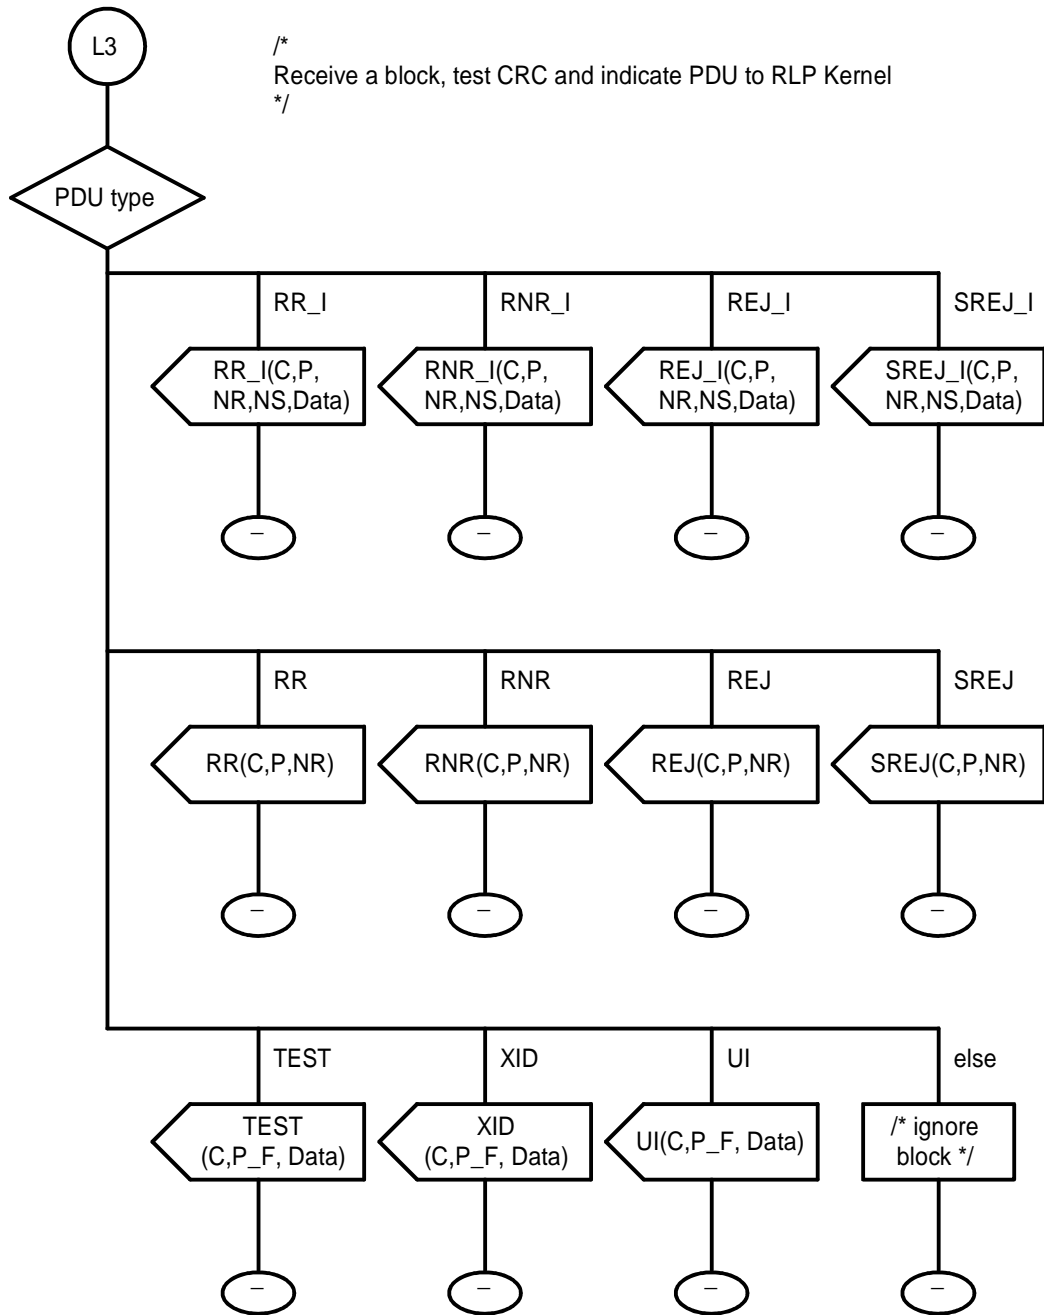 L3
/*
Receive a block, test CRC and indicate PDU to RLP Kernel
*/
PDU type
RR_I
RNR_I
REJ_I
SREJ_I
RR_I(C,P,
NR,NS,Data)
RNR_I(C,P,
NR,NS,Data)
REJ_I(C,P,
NR,NS,Data)
SREJ_I(C,P,
NR,NS,Data)
–
–
–
–
RR
RNR
REJ
SREJ
RR(C,P,NR)
RNR(C,P,NR)
REJ(C,P,NR)
SREJ(C,P,NR)
–
–
–
–
TEST
XID
UI
else
TEST
(C,P_F, Data)
XID
(C,P_F, Data)
UI(C,P_F, Data)
/* ignore
block */
–
–
–
–